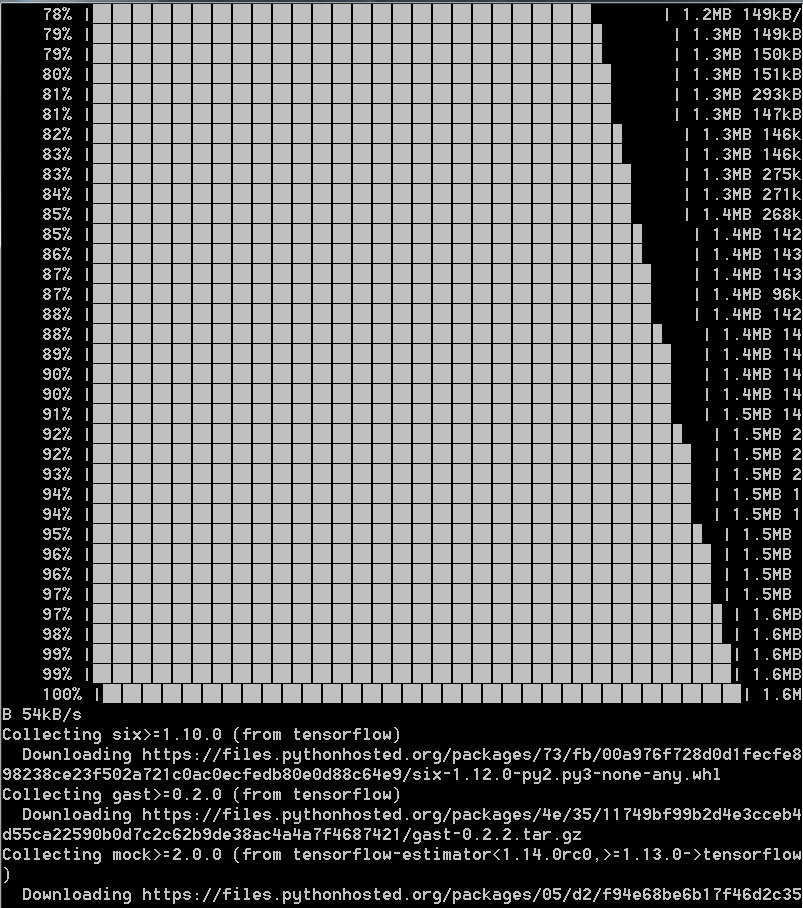 78% | | 1.2MB 149kB/
79% | | 1.3MB 149kB
79% | | 1.3MB 150kB
80% | | 1.3MB 151kB
81% | | 1.3MB 293kB
81% | | 1.3MB 147kB
82% | | 1.3MB 146k
83% | | 1.3MB 146k
83% | | 1.3MB 275k
84% | | 1.3MB 271k
85% | | 1.4MB 268k
85% | | 1.4MB 142
86% | | 1.4MB 143
87% | | 1.4MB 143
87% | | 1.4MB 96k
88% | | 1.4MB 142
88% | | 1.4MB 14
89% | | 1.4MB 14
90% | | 1.4MB 14
90% | | 1.4MB 14
91% | | 1.5MB 14
92% | | 1.5MB 2
92% | | 1.5MB 2
93% | | 1.5MB 2
94% | | 1.5MB 1
94% | | 1.5MB 1
95% | | 1.5MB
96% | | 1.5MB
96% | | 1.5MB
97% | | 1.5MB
97% | | 1.6MB
98% | | 1.6MB
99% | | 1.6MB
99% | | 1.6MB
100% | | 1.6M
B 54kB/s
Collecting six>=1.10.0 (from tensorflow)
Downloading https://files.pythonhosted.org/packages/73/fb/00a976f728d0d1fecfe8
98238ce23f502a721c0ac0ecfedb80e0d88c64e9/six-1.12.0-py2.py3-none-any.whl
Collecting gast>=0.2.0 (from tensorflow)
Downloading https://files.pythonhosted.org/packages/4e/35/11749bf99b2d4e3cceb4
d55ca22590b0d7c2c62b9de38ac4a4a7f4687421/gast-0.2.2.tar.gz
Collecting mock>=2.0.0 (from tensorflow-estimator<1.14.0rc0,>=1.13.0->tensorflow
)
Downloading https://files.pythonhosted.org/packages/05/d2/f94e68be6b17f46d2c35